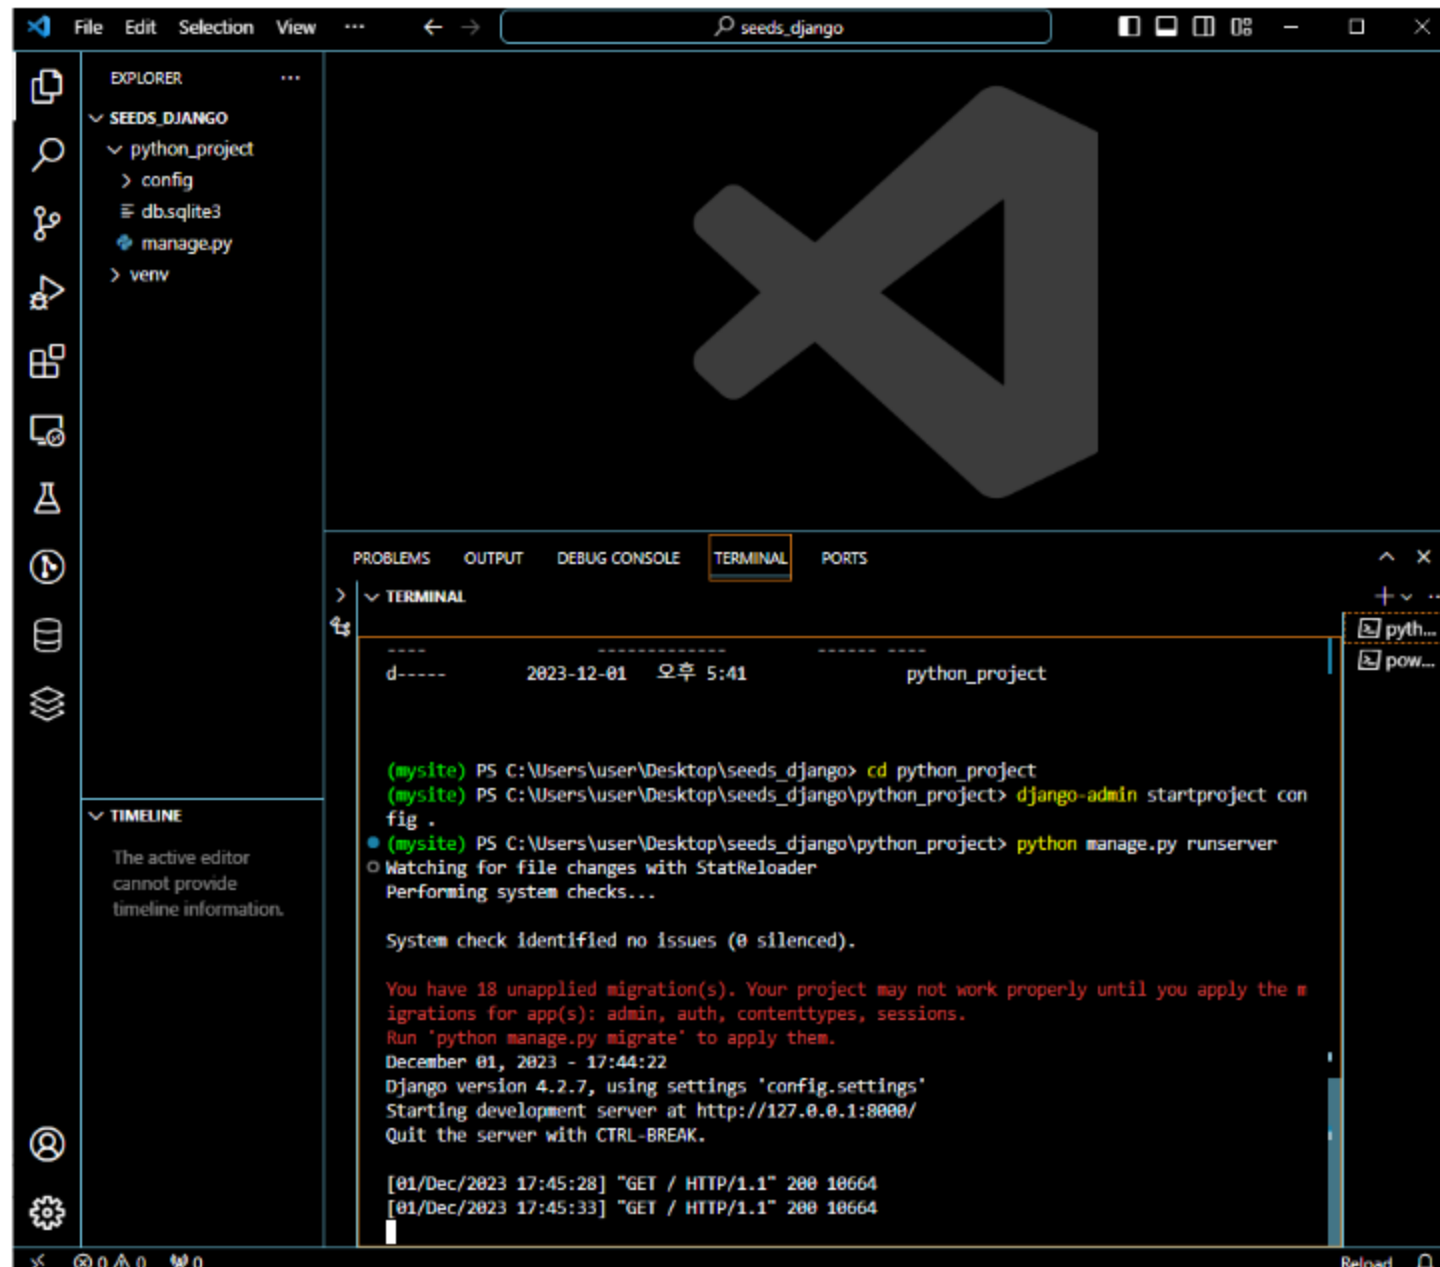 File Edit Selection View ··· seeds_django
EXPLORER ···
SEEDS_DJANGO
python_project
config
db.sqlite3
manage.py
venv
TIMELINE
The active editor
cannot provide
timeline information.
PROBLEMS OUTPUT DEBUG CONSOLE TERMINAL PORTS
TERMINAL
pyth...
pow...
---- ------------- ------ ----
d----- 2023-12-01 오후 5:41 python_project
(mysite) PS C:\Users\user\Desktop\seeds_django> cd python_project
(mysite) PS C:\Users\user\Desktop\seeds_django\python_project> django-admin startproject con
fig .
(mysite) PS C:\Users\user\Desktop\seeds_django\python_project> python manage.py runserver
Watching for file changes with StatReloader
Performing system checks...
System check identified no issues (0 silenced).
You have 18 unapplied migration(s). Your project may not work properly until you apply the m
igrations for app(s): admin, auth, contenttypes, sessions.
Run 'python manage.py migrate' to apply them.
December 01, 2023 - 17:44:22
Django version 4.2.7, using settings 'config.settings'
Starting development server at http://127.0.0.1:8000/
Quit the server with CTRL-BREAK.
[01/Dec/2023 17:45:28] "GET / HTTP/1.1" 200 10664
[01/Dec/2023 17:45:33] "GET / HTTP/1.1" 200 10664
0 0 0 Reload